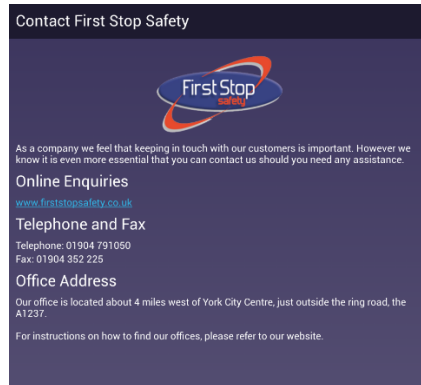 Contact First Stop Safety
First Stop
safety
As a company we feel that keeping in touch with our customers is important. However we
know it is even more essential that you can contact us should you need any assistance.
Online Enquiries
www.firststopsafety.co.uk
Telephone and Fax
Telephone: 01904 791050
Fax: 01904 352 225
Office Address
Our office is located about 4 miles west of York City Centre, just outside the ring road, the
A1237.
For instructions on how to find our offices, please refer to our website.